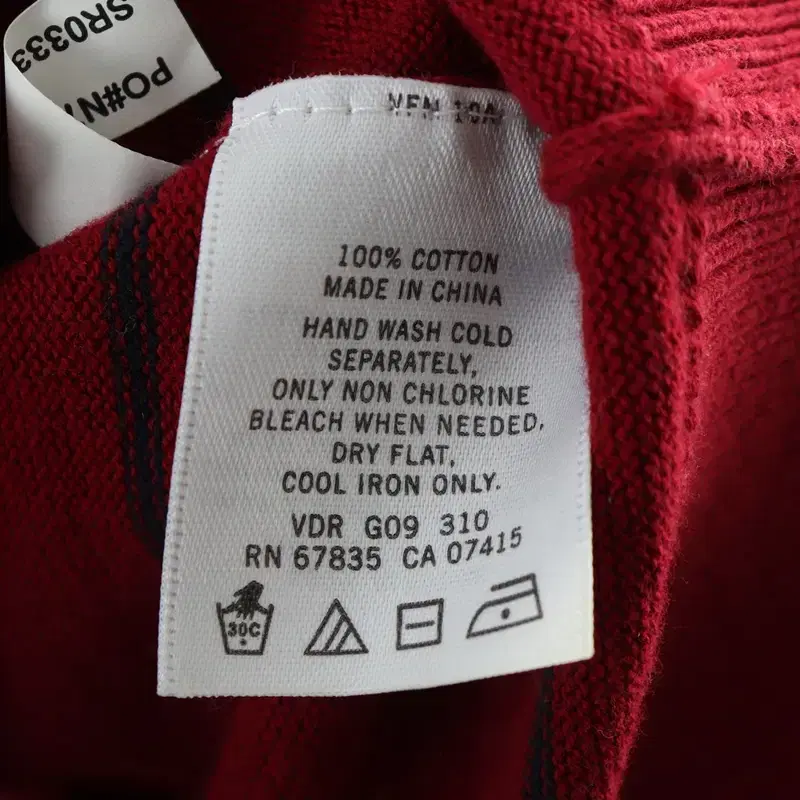 SR0333
PO#N
100% COTTON
MADE IN CHINA
HAND WASH COLD
SEPARATELY,
ONLY NON CHLORINE
BLEACH WHEN NEEDED,
DRY FLAT,
COOL IRON ONLY.
VDR G09 310
RN 67835 CA 07415
30C